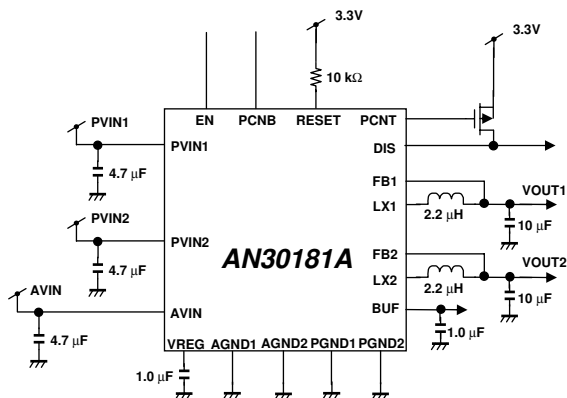 3.3V
3.3V
10 kΩ
EN
PCNB
RESET
PCNT
PVIN1
PVIN1
DIS
4.7 μF
FB1
VOUT1
LX1
2.2 μH
10 μF
PVIN2
PVIN2
AN30181A
FB2
VOUT2
4.7 μF
LX2
2.2 μH
10 μF
AVIN
AVIN
BUF
4.7 μF
1.0 μF
VREG
AGND1
AGND2
PGND1
PGND2
1.0 μF